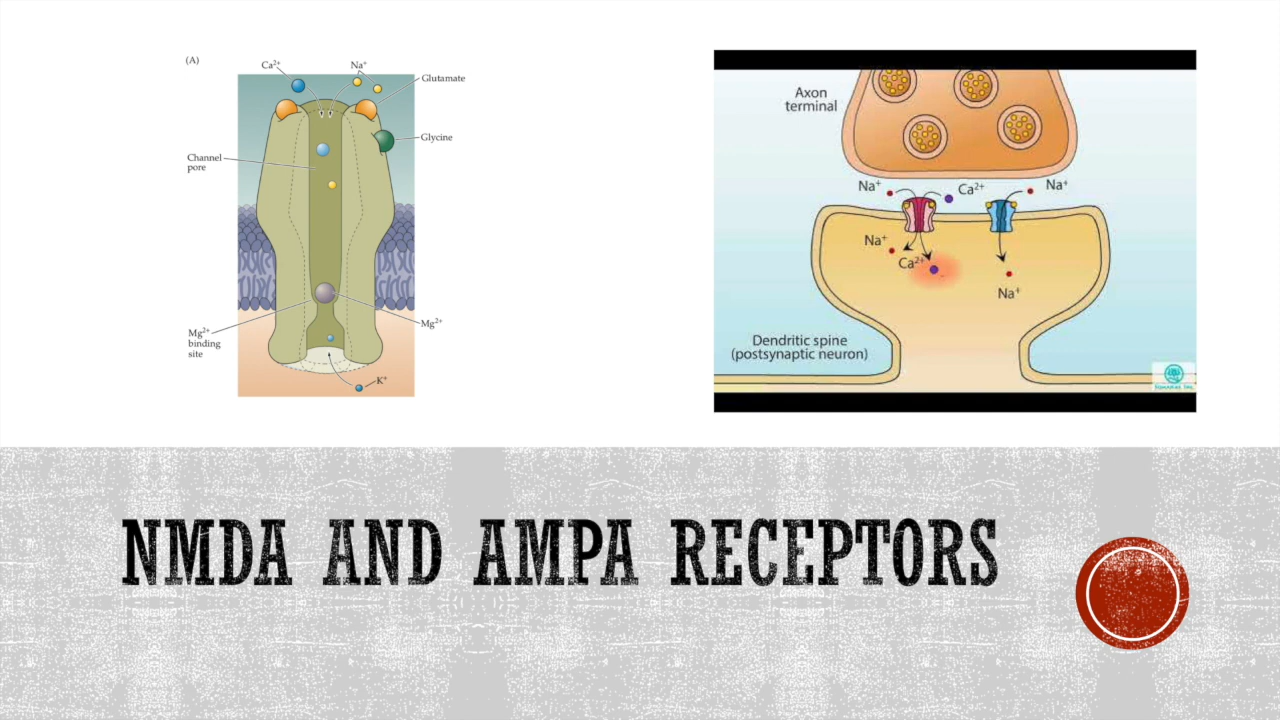 (A)
Ca²⁺
Na⁺
Glutamate
Glycine
Channel
pore
Mg²⁺
binding
site
Mg²⁺
K⁺
Axon
terminal
Na⁺
Ca²⁺
Na⁺
Na⁺
Ca²⁺
Na⁺
Dendritic spine
(postsynaptic neuron)
NMDA AND AMPA RECEPTORS